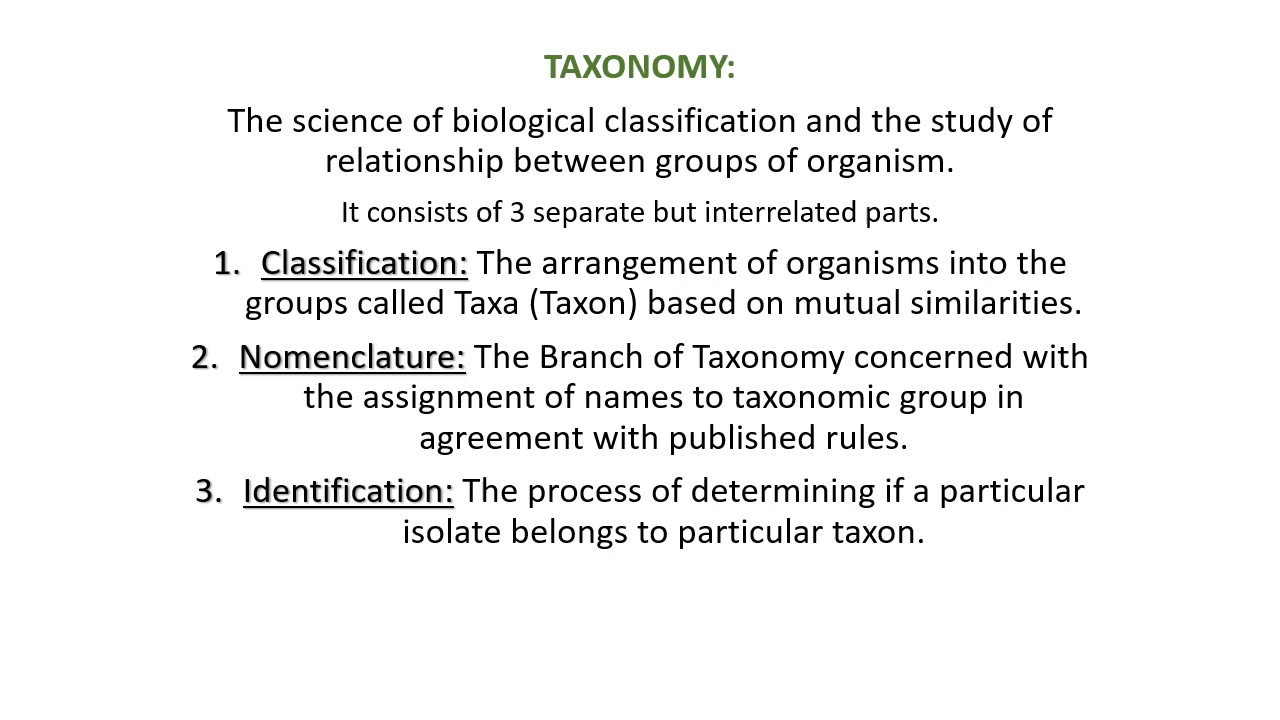 TAXONOMY:
The science of biological classification and the study of
relationship between groups of organism.
It consists of 3 separate but interrelated parts.
1. Classification: The arrangement of organisms into the
groups called Taxa (Taxon) based on mutual similarities.
2. Nomenclature: The Branch of Taxonomy concerned with
the assignment of names to taxonomic group in
agreement with published rules.
3. Identification: The process of determining if a particular
isolate belongs to particular taxon.